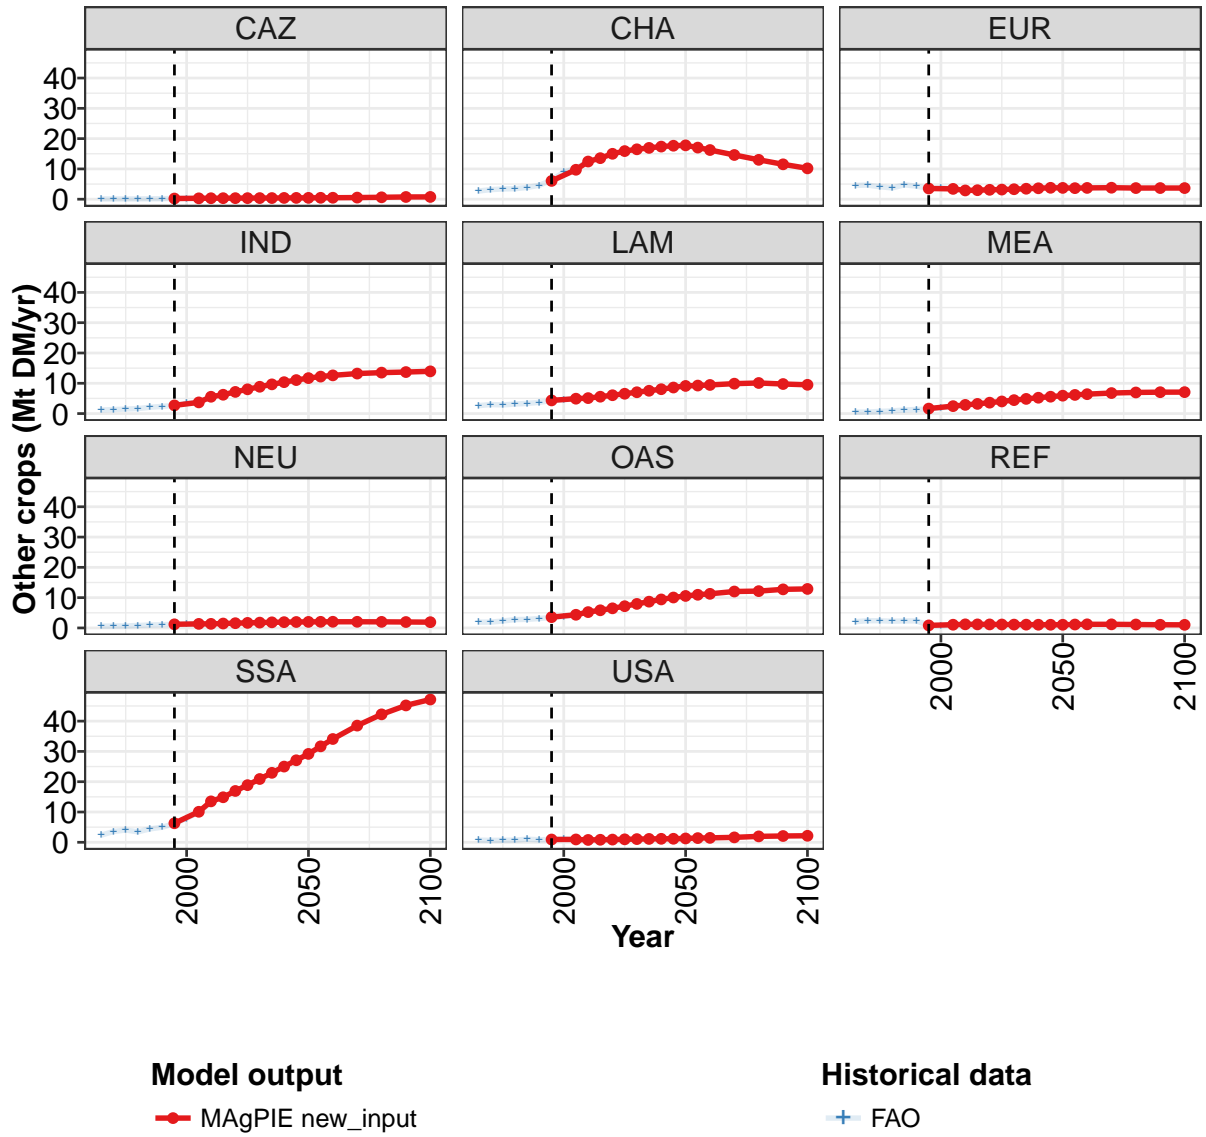 CAZ CHA EUR
40
30
20
10
0
IND LAM MEA
40
30
20
10
0
NEU OAS REF
40
30
20
10
0
2000 2050 2100
SSA USA
40
30
20
10
0
2000 2050 2100 2000 2050 2100
Other crops (Mt DM/yr)
Year
Model output Historical data
MAgPIE new_input FAO